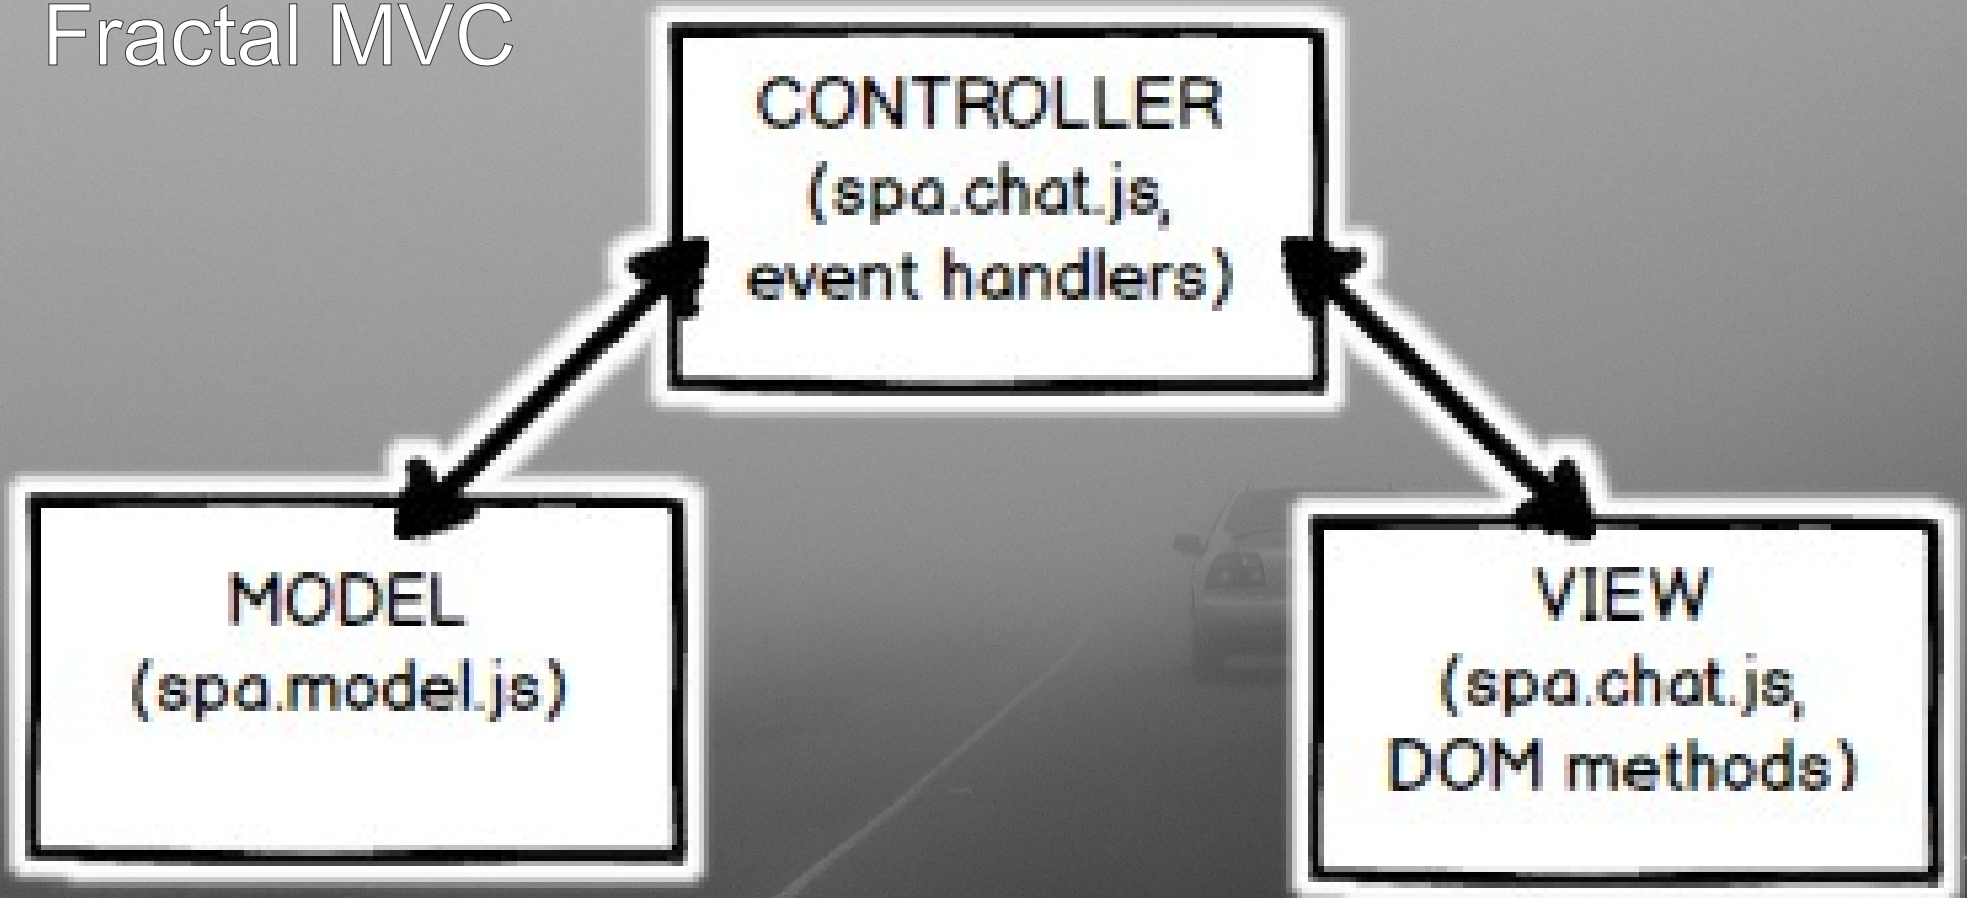 Fractal MVC
CONTROLLER
(spa.chat.js,
event handlers)
MODEL
(spa.model.js)
VIEW
(spa.chat.js,
DOM methods)